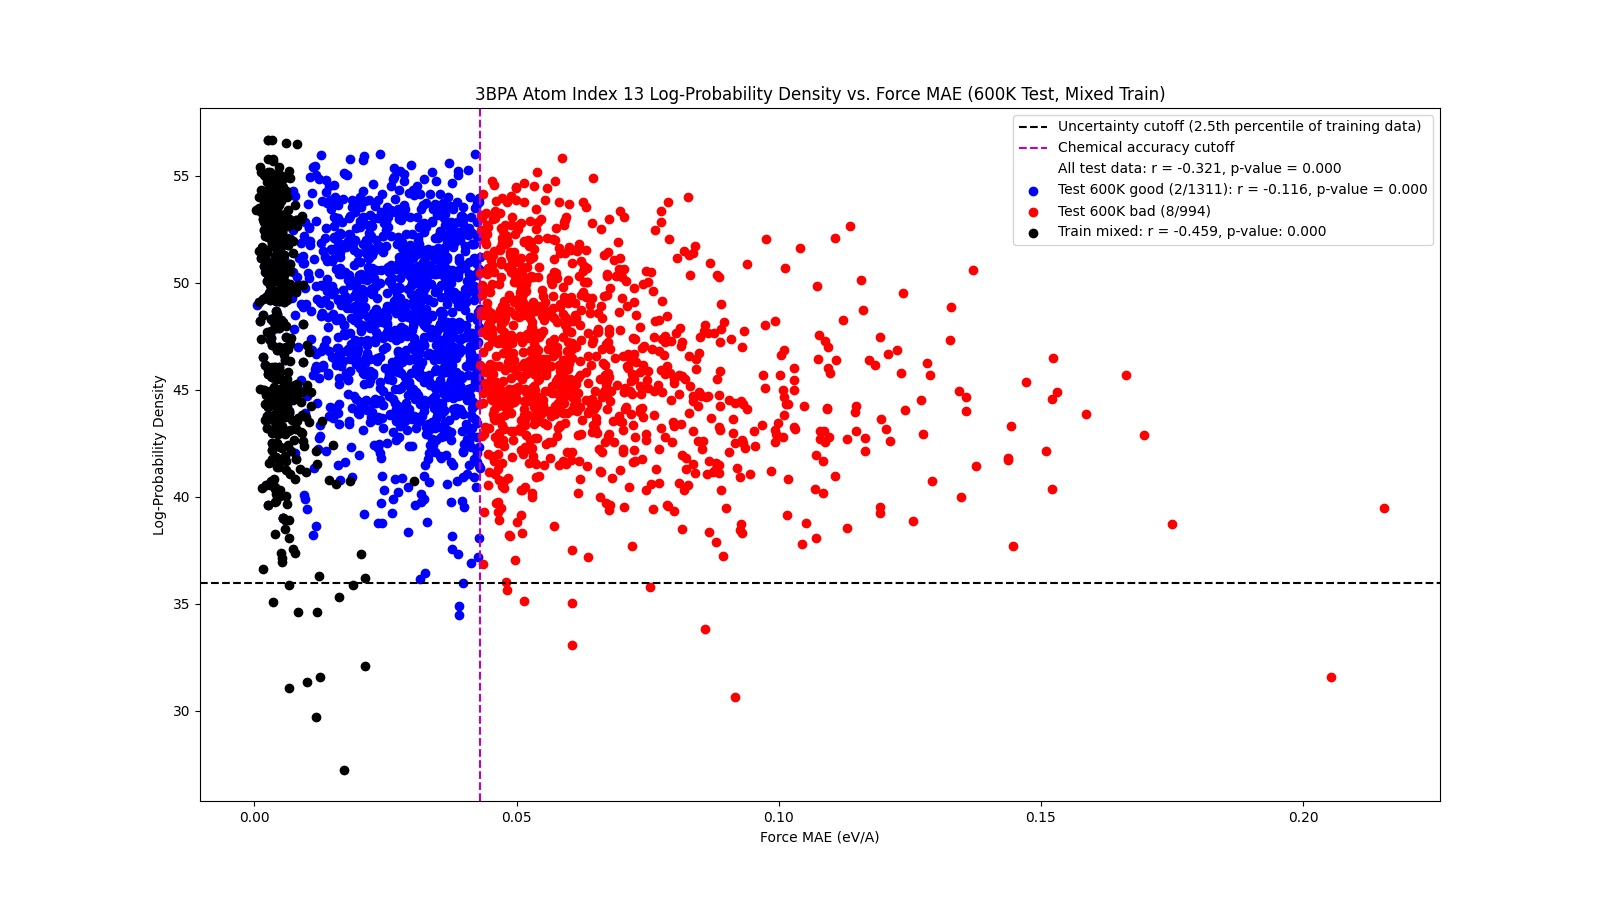 3BPA Atom Index 13 Log-Probability Density vs. Force MAE (600K Test, Mixed Train)
Uncertainty cutoff (2.5th percentile of training data)
Chemical accuracy cutoff
All test data: r = -0.321, p-value = 0.000
Test 600K good (2/1311): r = -0.116, p-value = 0.000
Test 600K bad (8/994)
Train mixed: r = -0.459, p-value: 0.000
Log-Probability Density
55
50
45
40
35
30
0.00
0.05
0.10
0.15
0.20
Force MAE (eV/A)